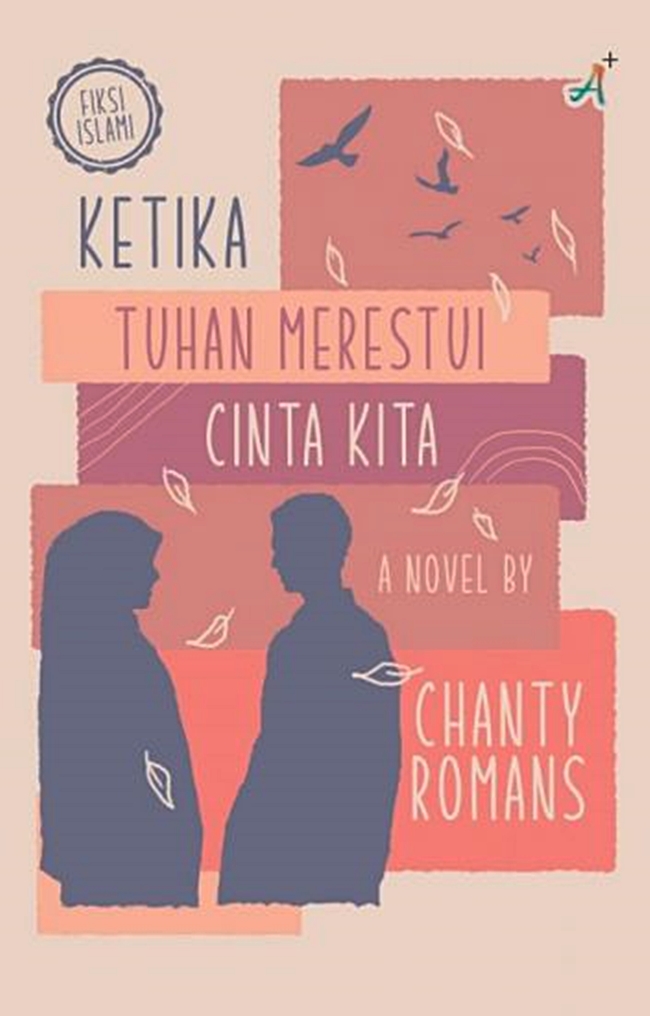 FIKSI
ISLAMI
A+
KETIKA
TUHAN MERESTUI
CINTA KITA
A NOVEL BY
CHANTY
ROMANS